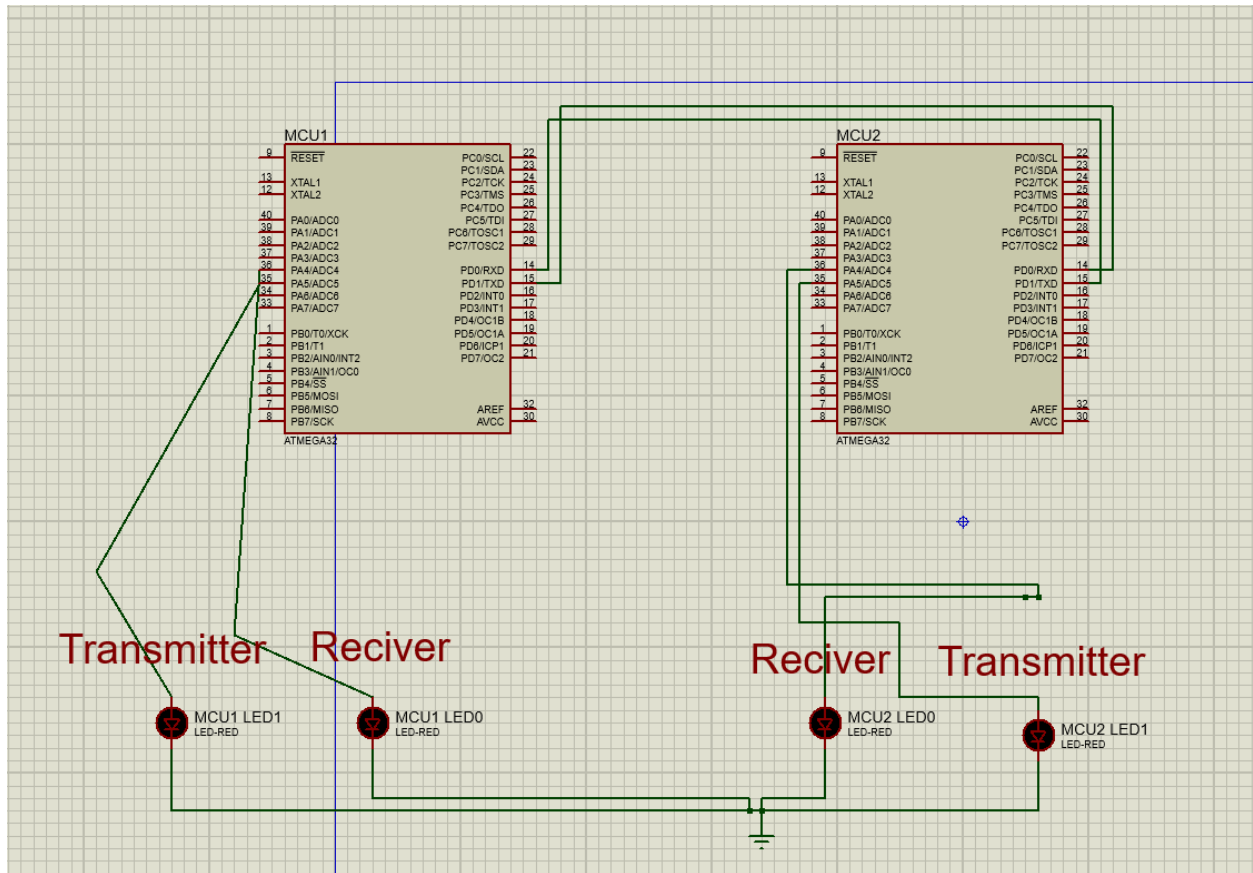 MCU1
9 RESET
13 XTAL1
12 XTAL2
40 PA0/ADC0
39 PA1/ADC1
38 PA2/ADC2
37 PA3/ADC3
36 PA4/ADC4
35 PA5/ADC5
34 PA6/ADC6
33 PA7/ADC7
1 PB0/T0/XCK
2 PB1/T1
3 PB2/AIN0/INT2
4 PB3/AIN1/OC0
5 PB4/SS
6 PB5/MOSI
7 PB6/MISO
8 PB7/SCK
PC0/SCL 22
PC1/SDA 23
PC2/TCK 24
PC3/TMS 25
PC4/TDO 26
PC5/TDI 27
PC6/TOSC1 28
PC7/TOSC2 29
PD0/RXD 14
PD1/TXD 15
PD2/INT0 16
PD3/INT1 17
PD4/OC1B 18
PD5/OC1A 19
PD6/ICP1 20
PD7/OC2 21
AREF 32
AVCC 30
ATMEGA32
MCU2
9 RESET
13 XTAL1
12 XTAL2
40 PA0/ADC0
39 PA1/ADC1
38 PA2/ADC2
37 PA3/ADC3
36 PA4/ADC4
35 PA5/ADC5
34 PA6/ADC6
33 PA7/ADC7
1 PB0/T0/XCK
2 PB1/T1
3 PB2/AIN0/INT2
4 PB3/AIN1/OC0
5 PB4/SS
6 PB5/MOSI
7 PB6/MISO
8 PB7/SCK
PC0/SCL 22
PC1/SDA 23
PC2/TCK 24
PC3/TMS 25
PC4/TDO 26
PC5/TDI 27
PC6/TOSC1 28
PC7/TOSC2 29
PD0/RXD 14
PD1/TXD 15
PD2/INT0 16
PD3/INT1 17
PD4/OC1B 18
PD5/OC1A 19
PD6/ICP1 20
PD7/OC2 21
AREF 32
AVCC 30
ATMEGA32
Transmitter
Reciver
Reciver
Transmitter
MCU1 LED1
LED-RED
MCU1 LED0
LED-RED
MCU2 LED0
LED-RED
MCU2 LED1
LED-RED